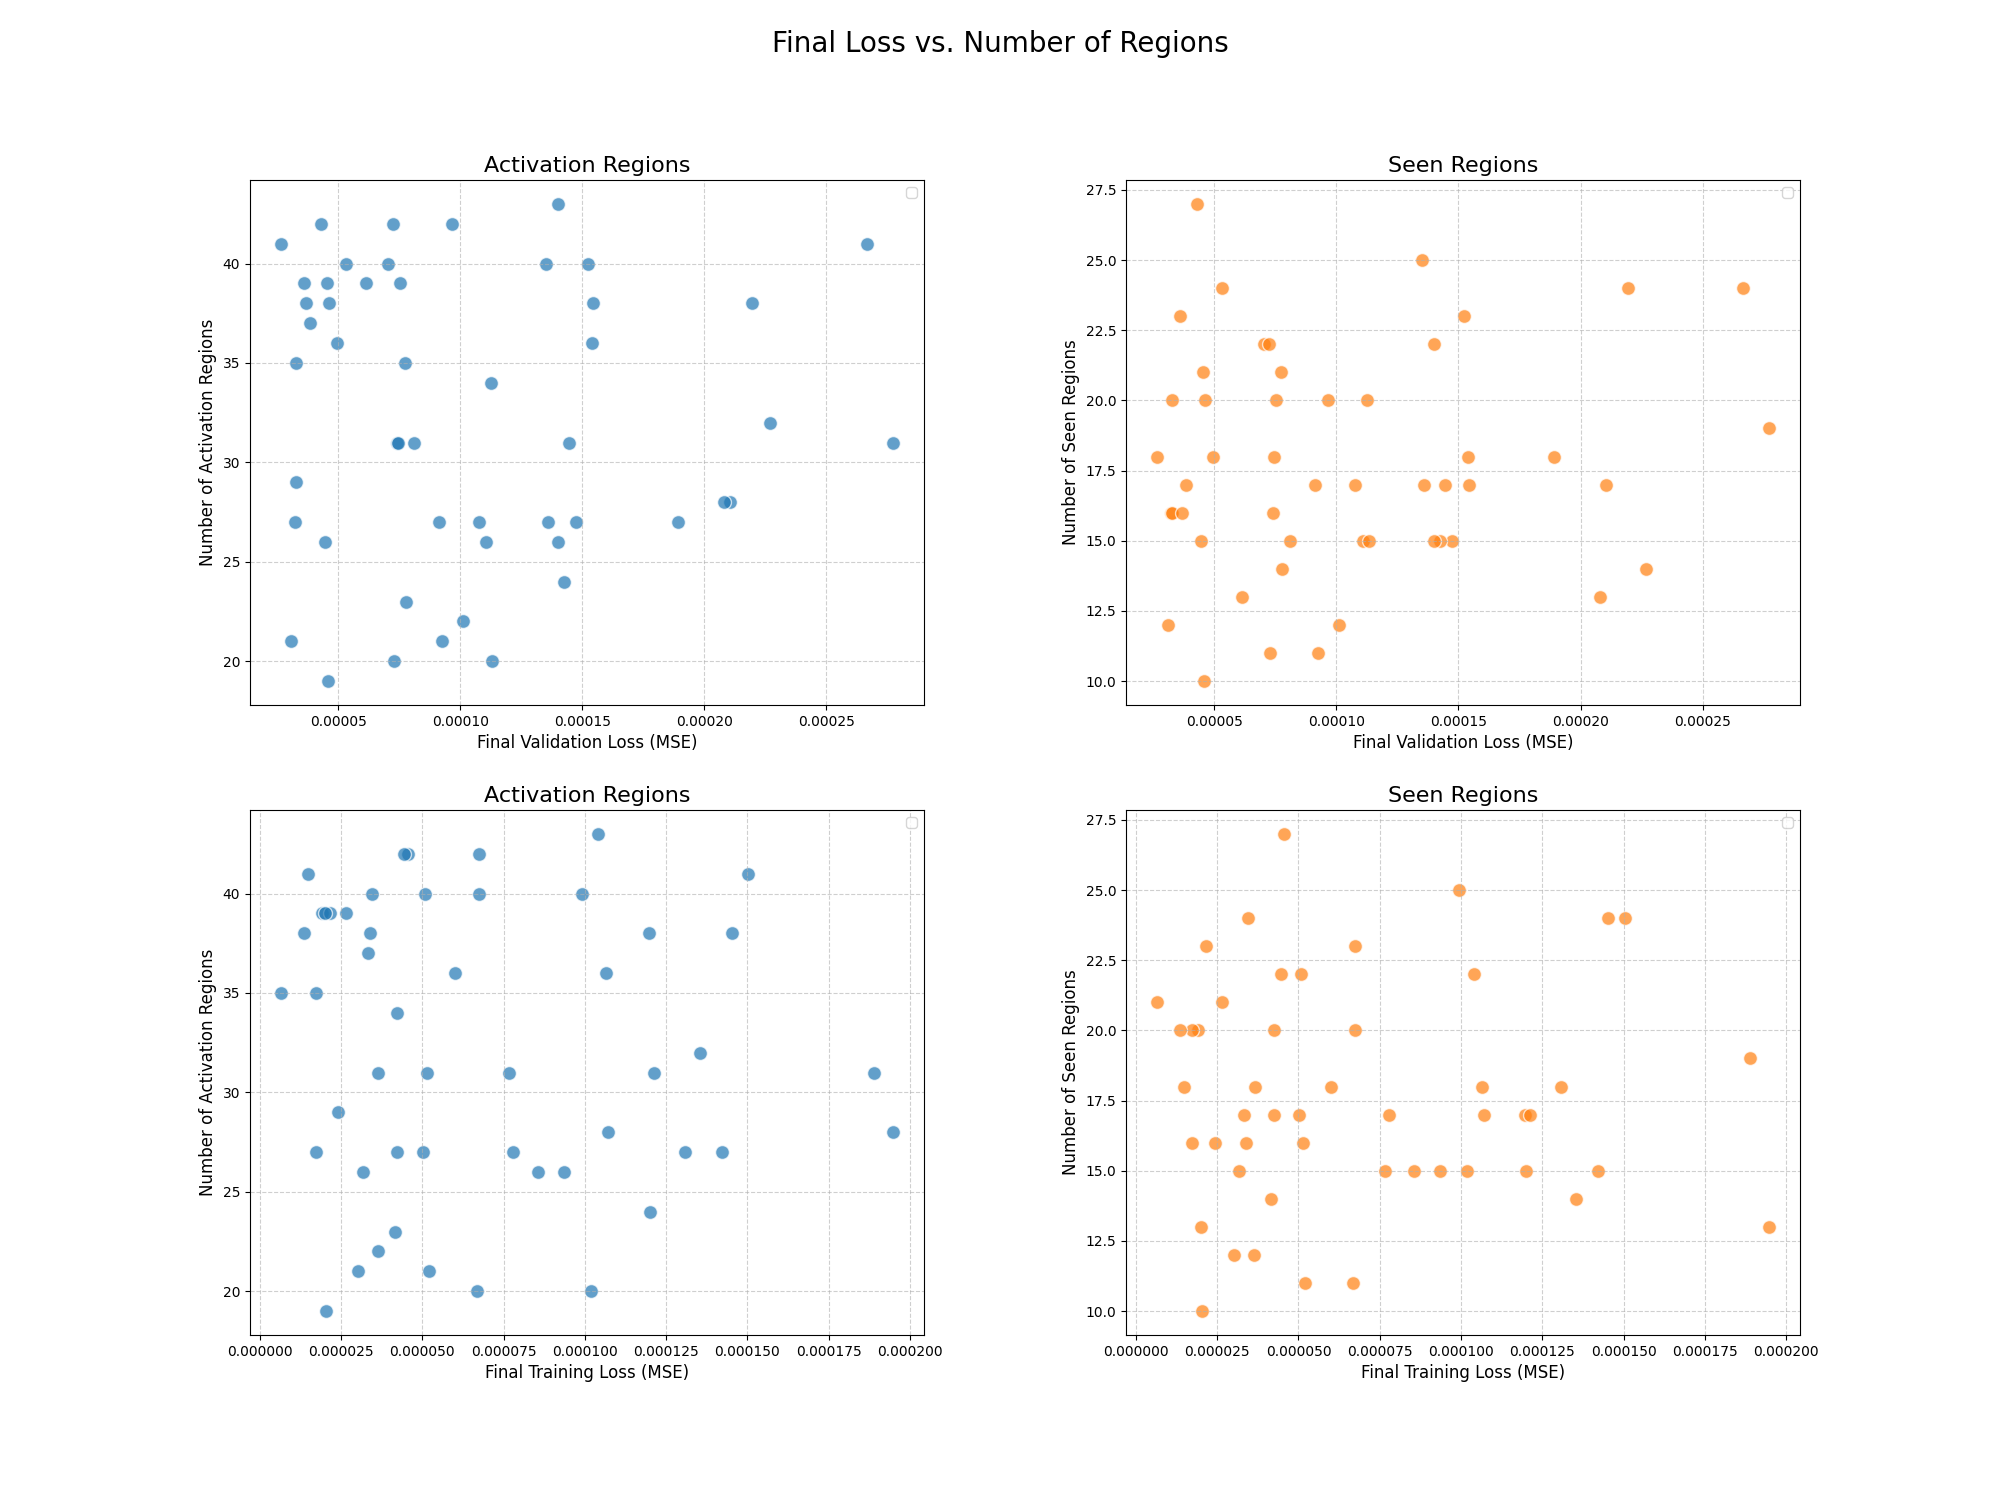 Final Loss vs. Number of Regions
Activation Regions
Number of Activation Regions
40
35
30
25
20
0.00005 0.00010 0.00015 0.00020 0.00025
Final Validation Loss (MSE)
Seen Regions
Number of Seen Regions
27.5
25.0
22.5
20.0
17.5
15.0
12.5
10.0
0.00005 0.00010 0.00015 0.00020 0.00025
Final Validation Loss (MSE)
Activation Regions
Number of Activation Regions
40
35
30
25
20
0.000000 0.000025 0.000050 0.000075 0.000100 0.000125 0.000150 0.000175 0.000200
Final Training Loss (MSE)
Seen Regions
Number of Seen Regions
27.5
25.0
22.5
20.0
17.5
15.0
12.5
10.0
0.000000 0.000025 0.000050 0.000075 0.000100 0.000125 0.000150 0.000175 0.000200
Final Training Loss (MSE)